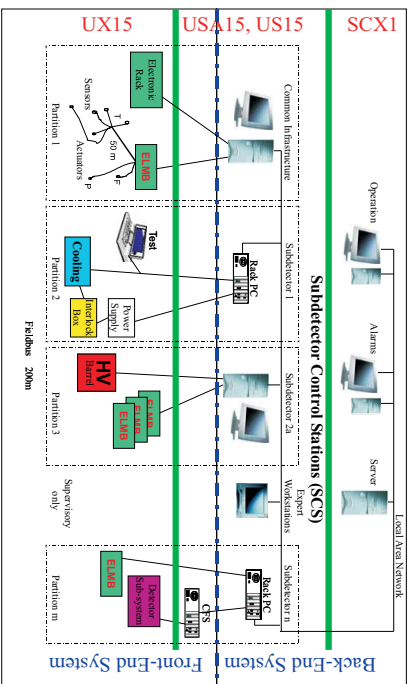 UX15
USA15, US15
SCX1
Operation
Alarms
Server
Local Area Network
Subdetector Control Stations (SCS)
Common Infrastructure
Subdetector 1
Rack PC
Subdetector 2a
Expert
Workstations
Subdetector n
Rack PC
Electronic
Rack
Sensors
T
50 m
Actuators
F
P
ELMB
Partition 1
Test
Cooling
Power
Supply
Interlock
Box
Partition 2
HV
Barrel
ELMB
ELMB
ELMB
Partition 3
Supervisory
only
CFS
Detector
Sub-system
ELMB
Partition m
Fieldbus 200m
Back-End System
Front-End System